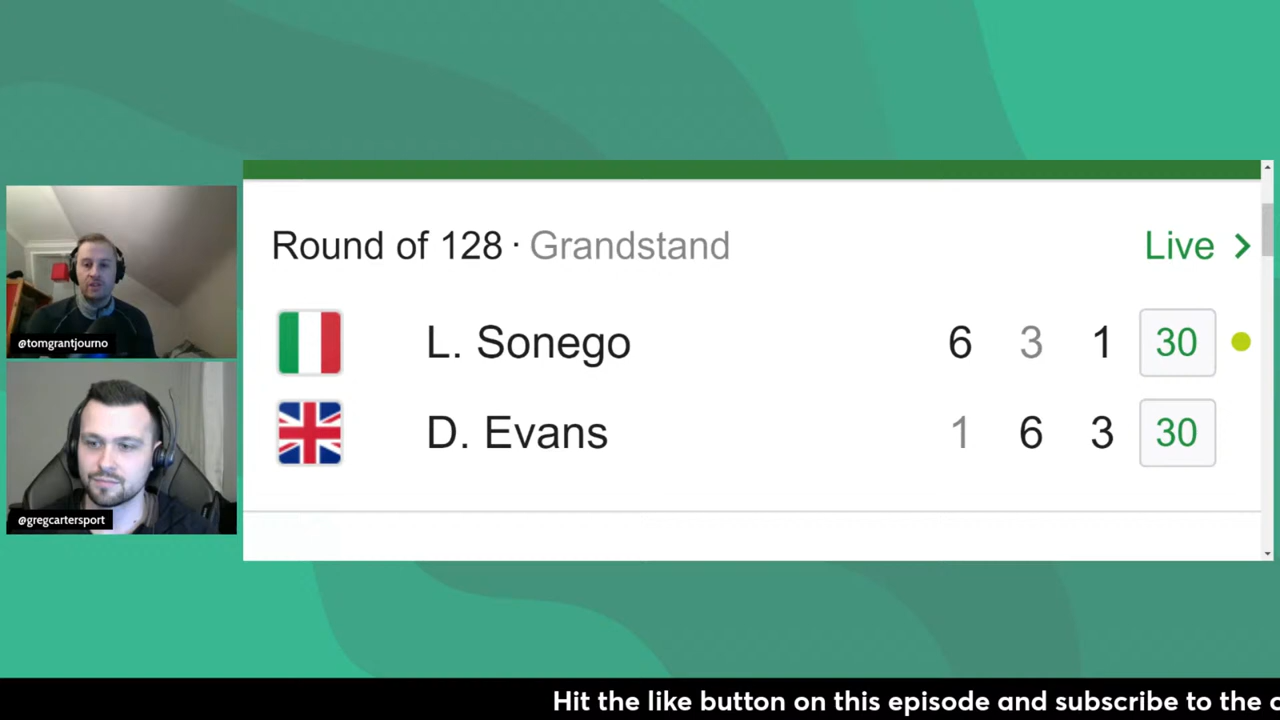 Round of 128 · Grandstand
Live
L. Sonego 6 3 1 30
D. Evans 1 6 3 30
@tomgrantjourno
@gregcartersport
Hit the like button on this episode and subscribe to the